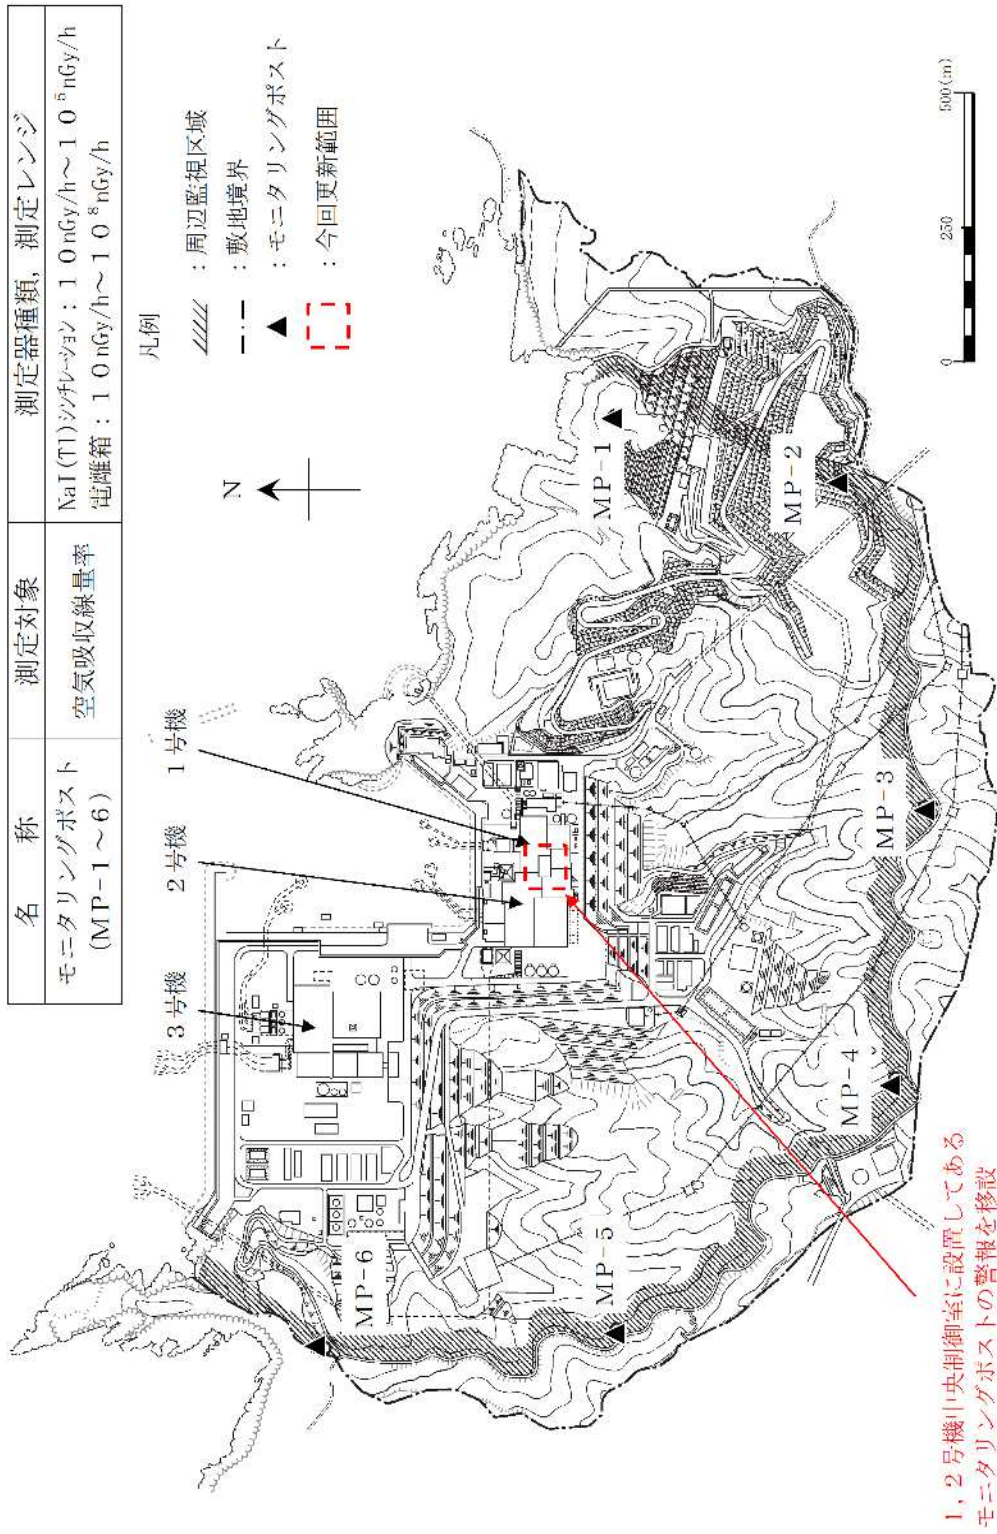 名　　称
測定対象
測定器種類，測定レンジ
モニタリングポスト
(MP-1～6)
空気吸収線量率
NaI(Tl)シンチレーション：10nGy/h～10⁵nGy/h
電離箱：10nGy/h～10⁸nGy/h
凡例
：周辺監視区域
：敷地境界
：モニタリングポスト
：今回更新範囲
N
3号機
2号機
1号機
MP-6
MP-5
MP-4
MP-3
MP-2
MP-1
0
250
500(m)
1，2号機中央制御室に設置してある
モニタリングポストの警報を移設